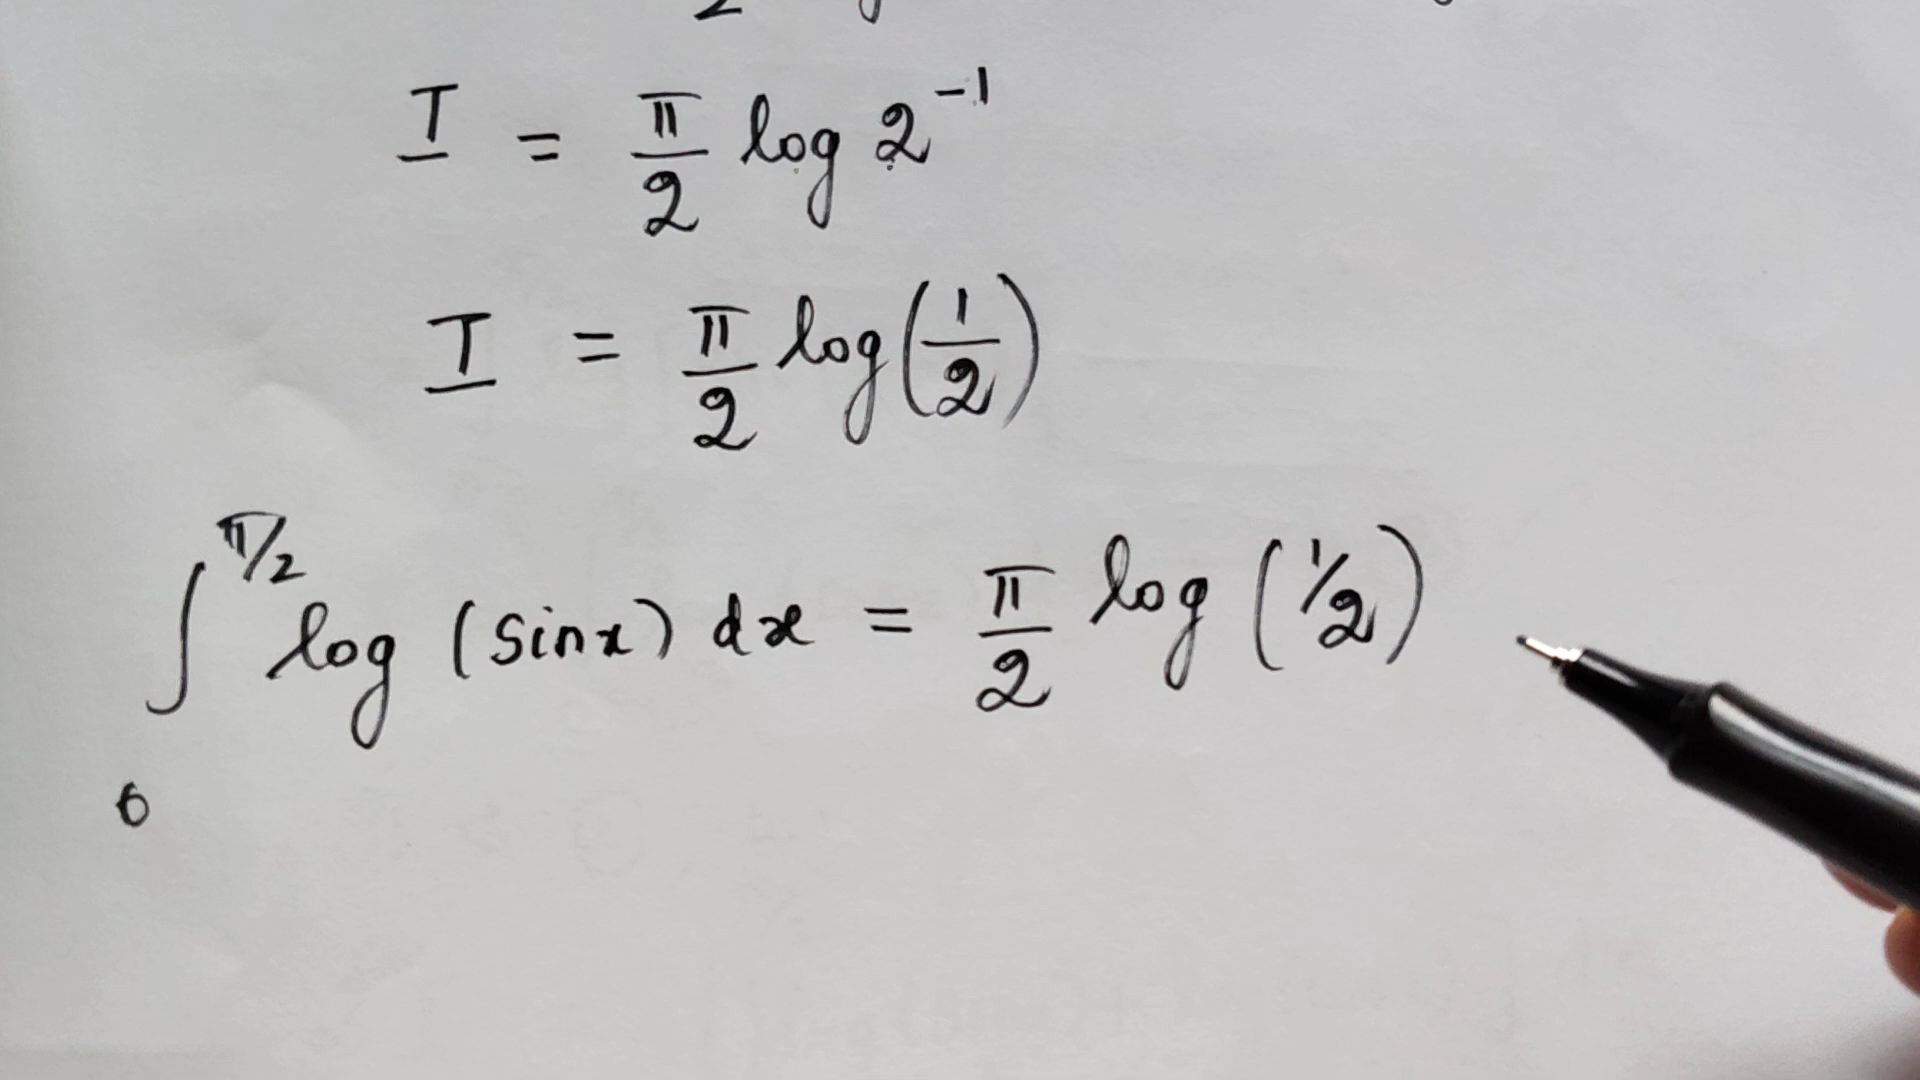 I = π/2 log 2⁻¹
I = π/2 log(1/2)
∫₀^(π/2) log (sinx) dx = π/2 log (1/2)